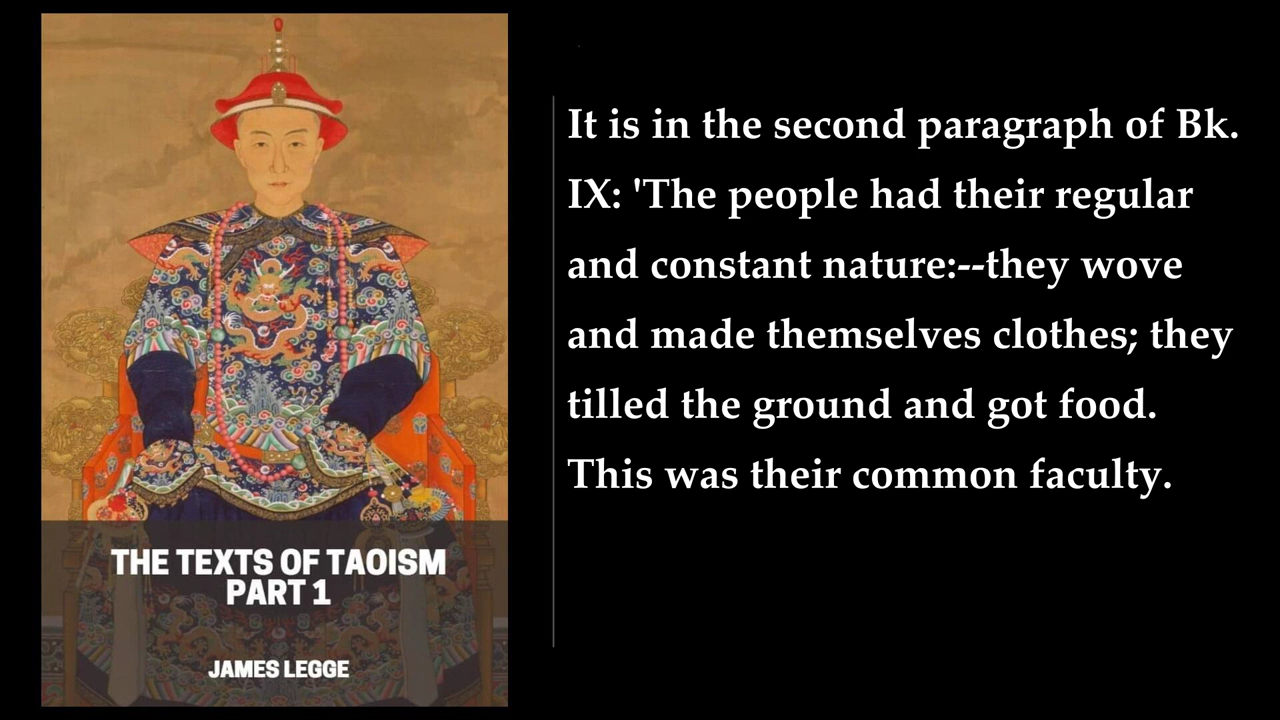 THE TEXTS OF TAOISM
PART 1
JAMES LEGGE
It is in the second paragraph of Bk.
IX: 'The people had their regular
and constant nature:--they wove
and made themselves clothes; they
tilled the ground and got food.
This was their common faculty.